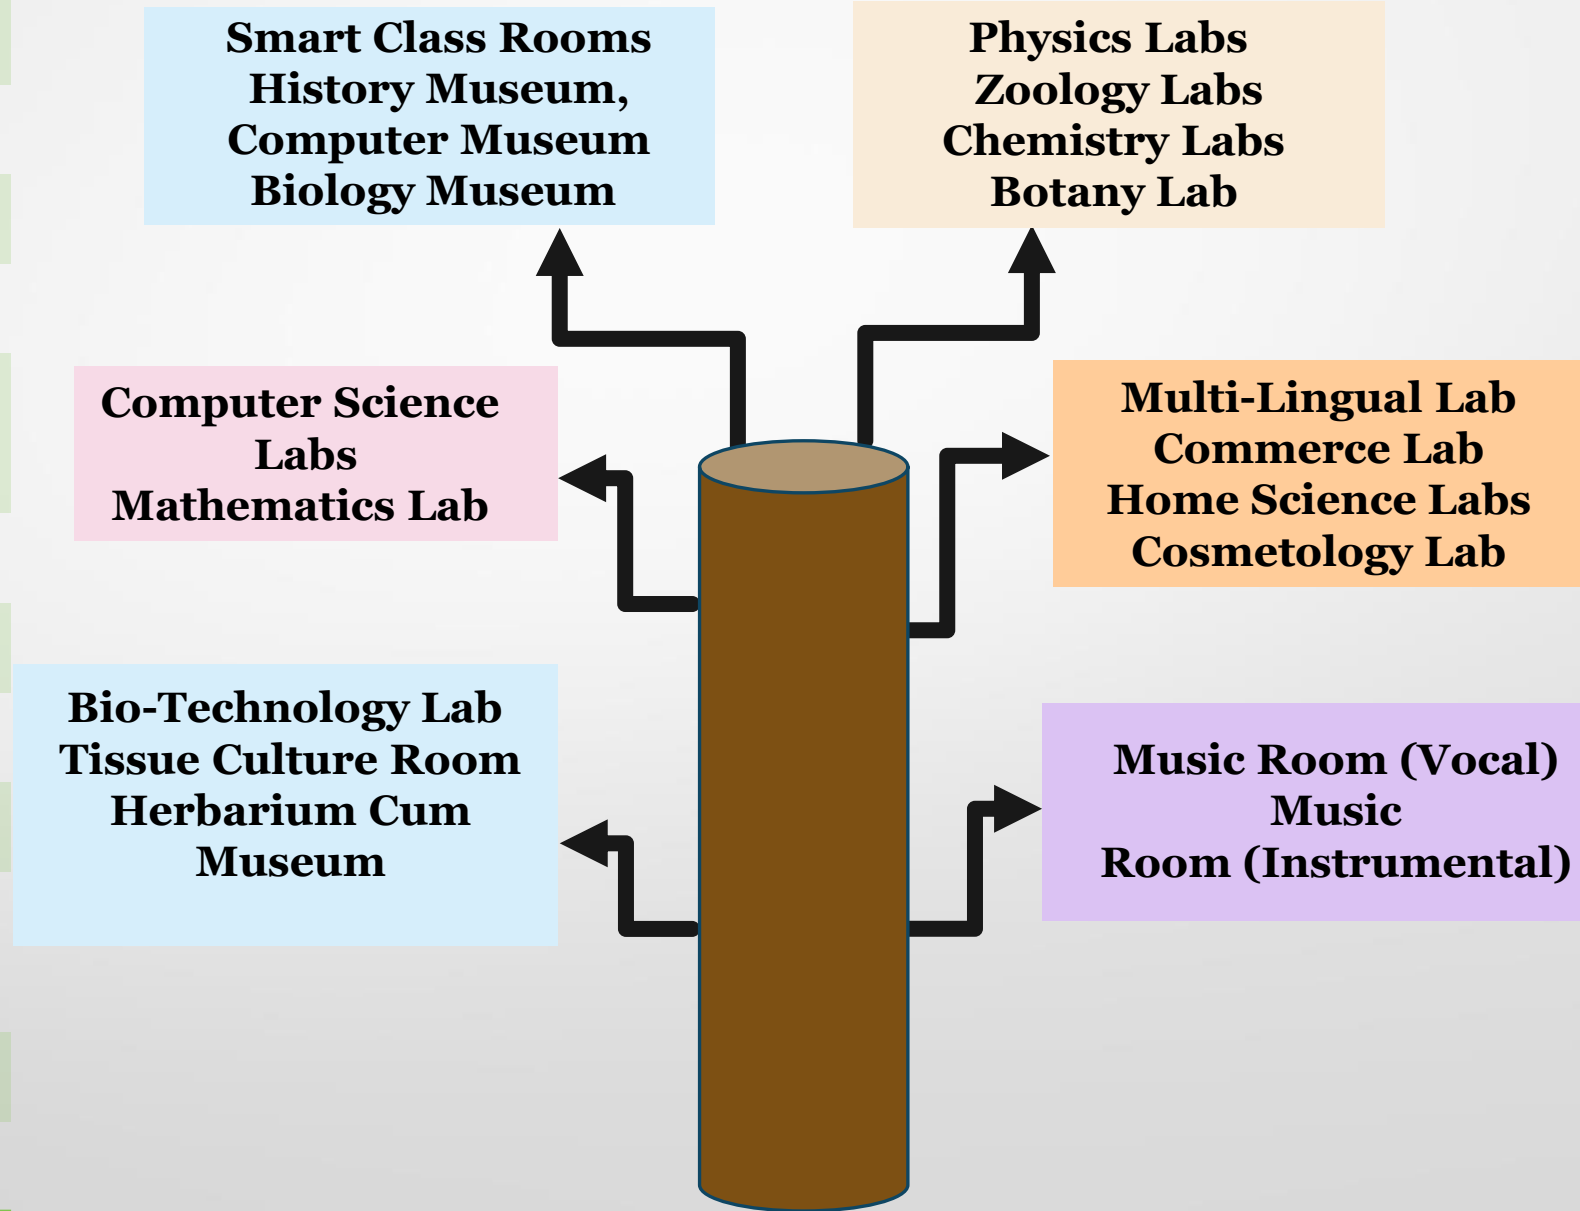 Smart Class Rooms
History Museum,
Computer Museum
Biology Museum
Physics Labs
Zoology Labs
Chemistry Labs
Botany Lab
Computer Science
Labs
Mathematics Lab
Multi-Lingual Lab
Commerce Lab
Home Science Labs
Cosmetology Lab
Bio-Technology Lab
Tissue Culture Room
Herbarium Cum
Museum
Music Room (Vocal)
Music
Room (Instrumental)